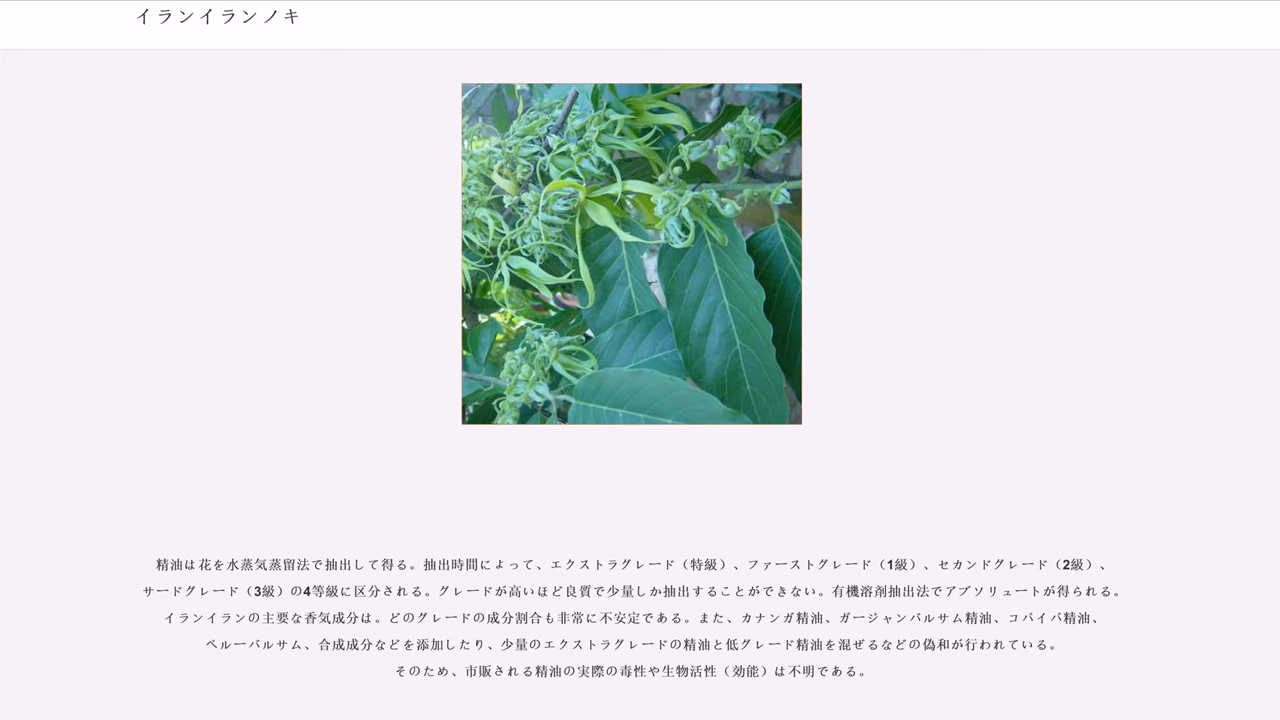 イランイランノキ
精油は花を水蒸気蒸留法で抽出して得る。抽出時間によって、エクストラグレード（特級）、ファーストグレード（1級）、セカンドグレード（2級）、
サードグレード（3級）の4等級に区分される。グレードが高いほど良質で少量しか抽出することができない。有機溶剤抽出法でアブソリュートが得られる。
イランイランの主要な香気成分は。どのグレードの成分割合も非常に不安定である。また、カナンガ精油、ガージャンバルサム精油、コパイバ精油、
ペルーバルサム、合成成分などを添加したり、少量のエクストラグレードの精油と低グレード精油を混ぜるなどの偽和が行われている。
そのため、市販される精油の実際の毒性や生物活性（効能）は不明である。